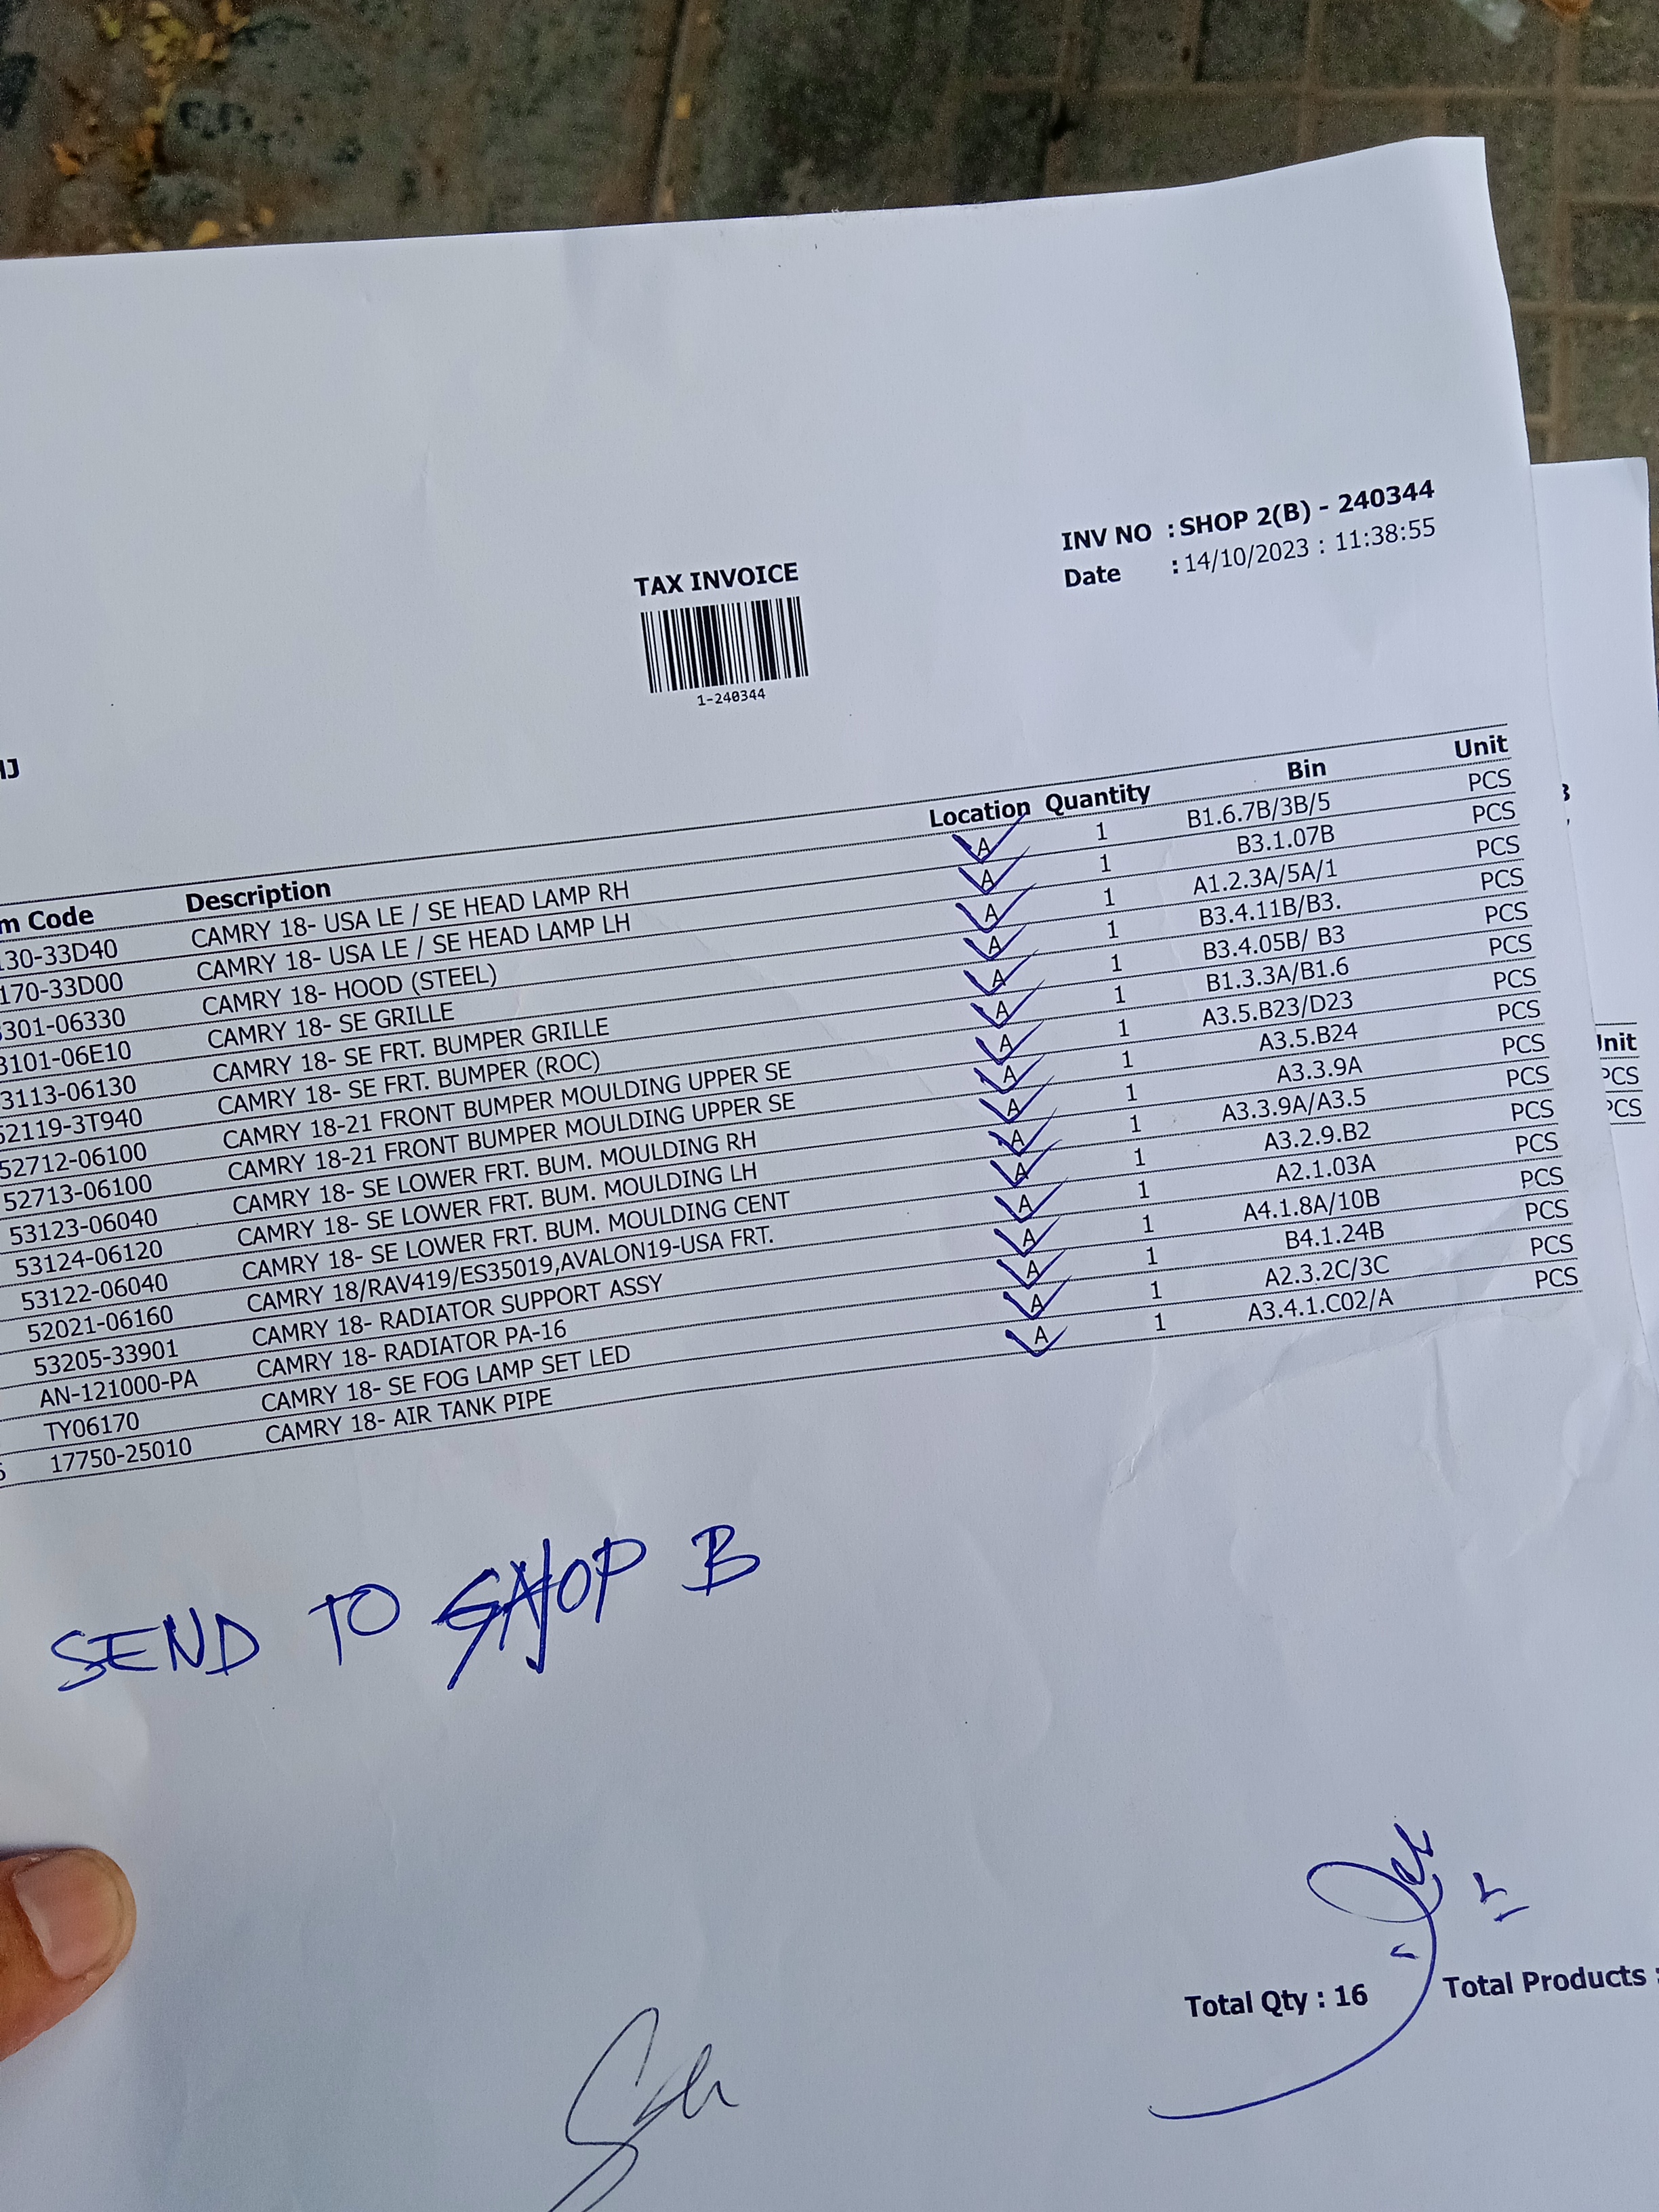 INV NO : SHOP 2(B) - 240344
Date : 14/10/2023 : 11:38:55
TAX INVOICE
1-240344
IJ
m Code Description Location Quantity Bin Unit
130-33D40 CAMRY 18- USA LE / SE HEAD LAMP RH A 1 B1.6.7B/3B/5 PCS
170-33D00 CAMRY 18- USA LE / SE HEAD LAMP LH A 1 B3.1.07B PCS
301-06330 CAMRY 18- HOOD (STEEL) A 1 A1.2.3A/5A/1 PCS
3101-06E10 CAMRY 18- SE GRILLE A 1 B3.4.11B/B3. PCS
3113-06130 CAMRY 18- SE FRT. BUMPER GRILLE A 1 B3.4.05B/ B3 PCS
52119-3T940 CAMRY 18- SE FRT. BUMPER (ROC) A 1 B1.3.3A/B1.6 PCS
52712-06100 CAMRY 18-21 FRONT BUMPER MOULDING UPPER SE A 1 A3.5.B23/D23 PCS
52713-06100 CAMRY 18-21 FRONT BUMPER MOULDING UPPER SE A 1 A3.5.B24 PCS
53123-06040 CAMRY 18- SE LOWER FRT. BUM. MOULDING RH A 1 A3.3.9A PCS
53124-06120 CAMRY 18- SE LOWER FRT. BUM. MOULDING LH A 1 A3.3.9A/A3.5 PCS
53122-06040 CAMRY 18- SE LOWER FRT. BUM. MOULDING CENT A 1 A3.2.9.B2 PCS
52021-06160 CAMRY 18/RAV419/ES35019,AVALON19-USA FRT. A 1 A2.1.03A PCS
53205-33901 CAMRY 18- RADIATOR SUPPORT ASSY A 1 A4.1.8A/10B PCS
AN-121000-PA CAMRY 18- RADIATOR PA-16 A 1 B4.1.24B PCS
TY06170 CAMRY 18- SE FOG LAMP SET LED A 1 A2.3.2C/3C PCS
17750-25010 CAMRY 18- AIR TANK PIPE A 1 A3.4.1.C02/A PCS
nit
PCS
PCS
SEND TO SHOP B
Total Qty : 16 Total Products :